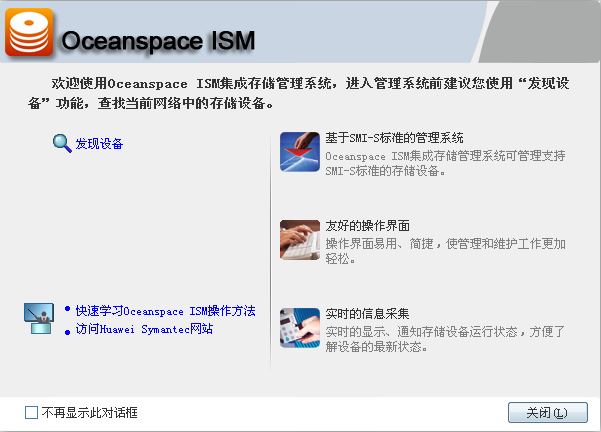 Oceanspace ISM
欢迎使用Oceanspace ISM集成存储管理系统，进入管理系统前建议您使用“发现设
备”功能，查找当前网络中的存储设备。
发现设备
基于SMI-S标准的管理系统
Oceanspace ISM集成存储管理系统可管理支持
SMI-S标准的存储设备。
友好的操作界面
操作界面易用、简捷，使管理和维护工作更加
轻松。
实时的信息采集
实时的显示、通知存储设备运行状态，方便了
解设备的最新状态。
快速学习Oceanspace ISM操作方法
访问Huawei Symantec网站
不再显示此对话框
关闭(L)